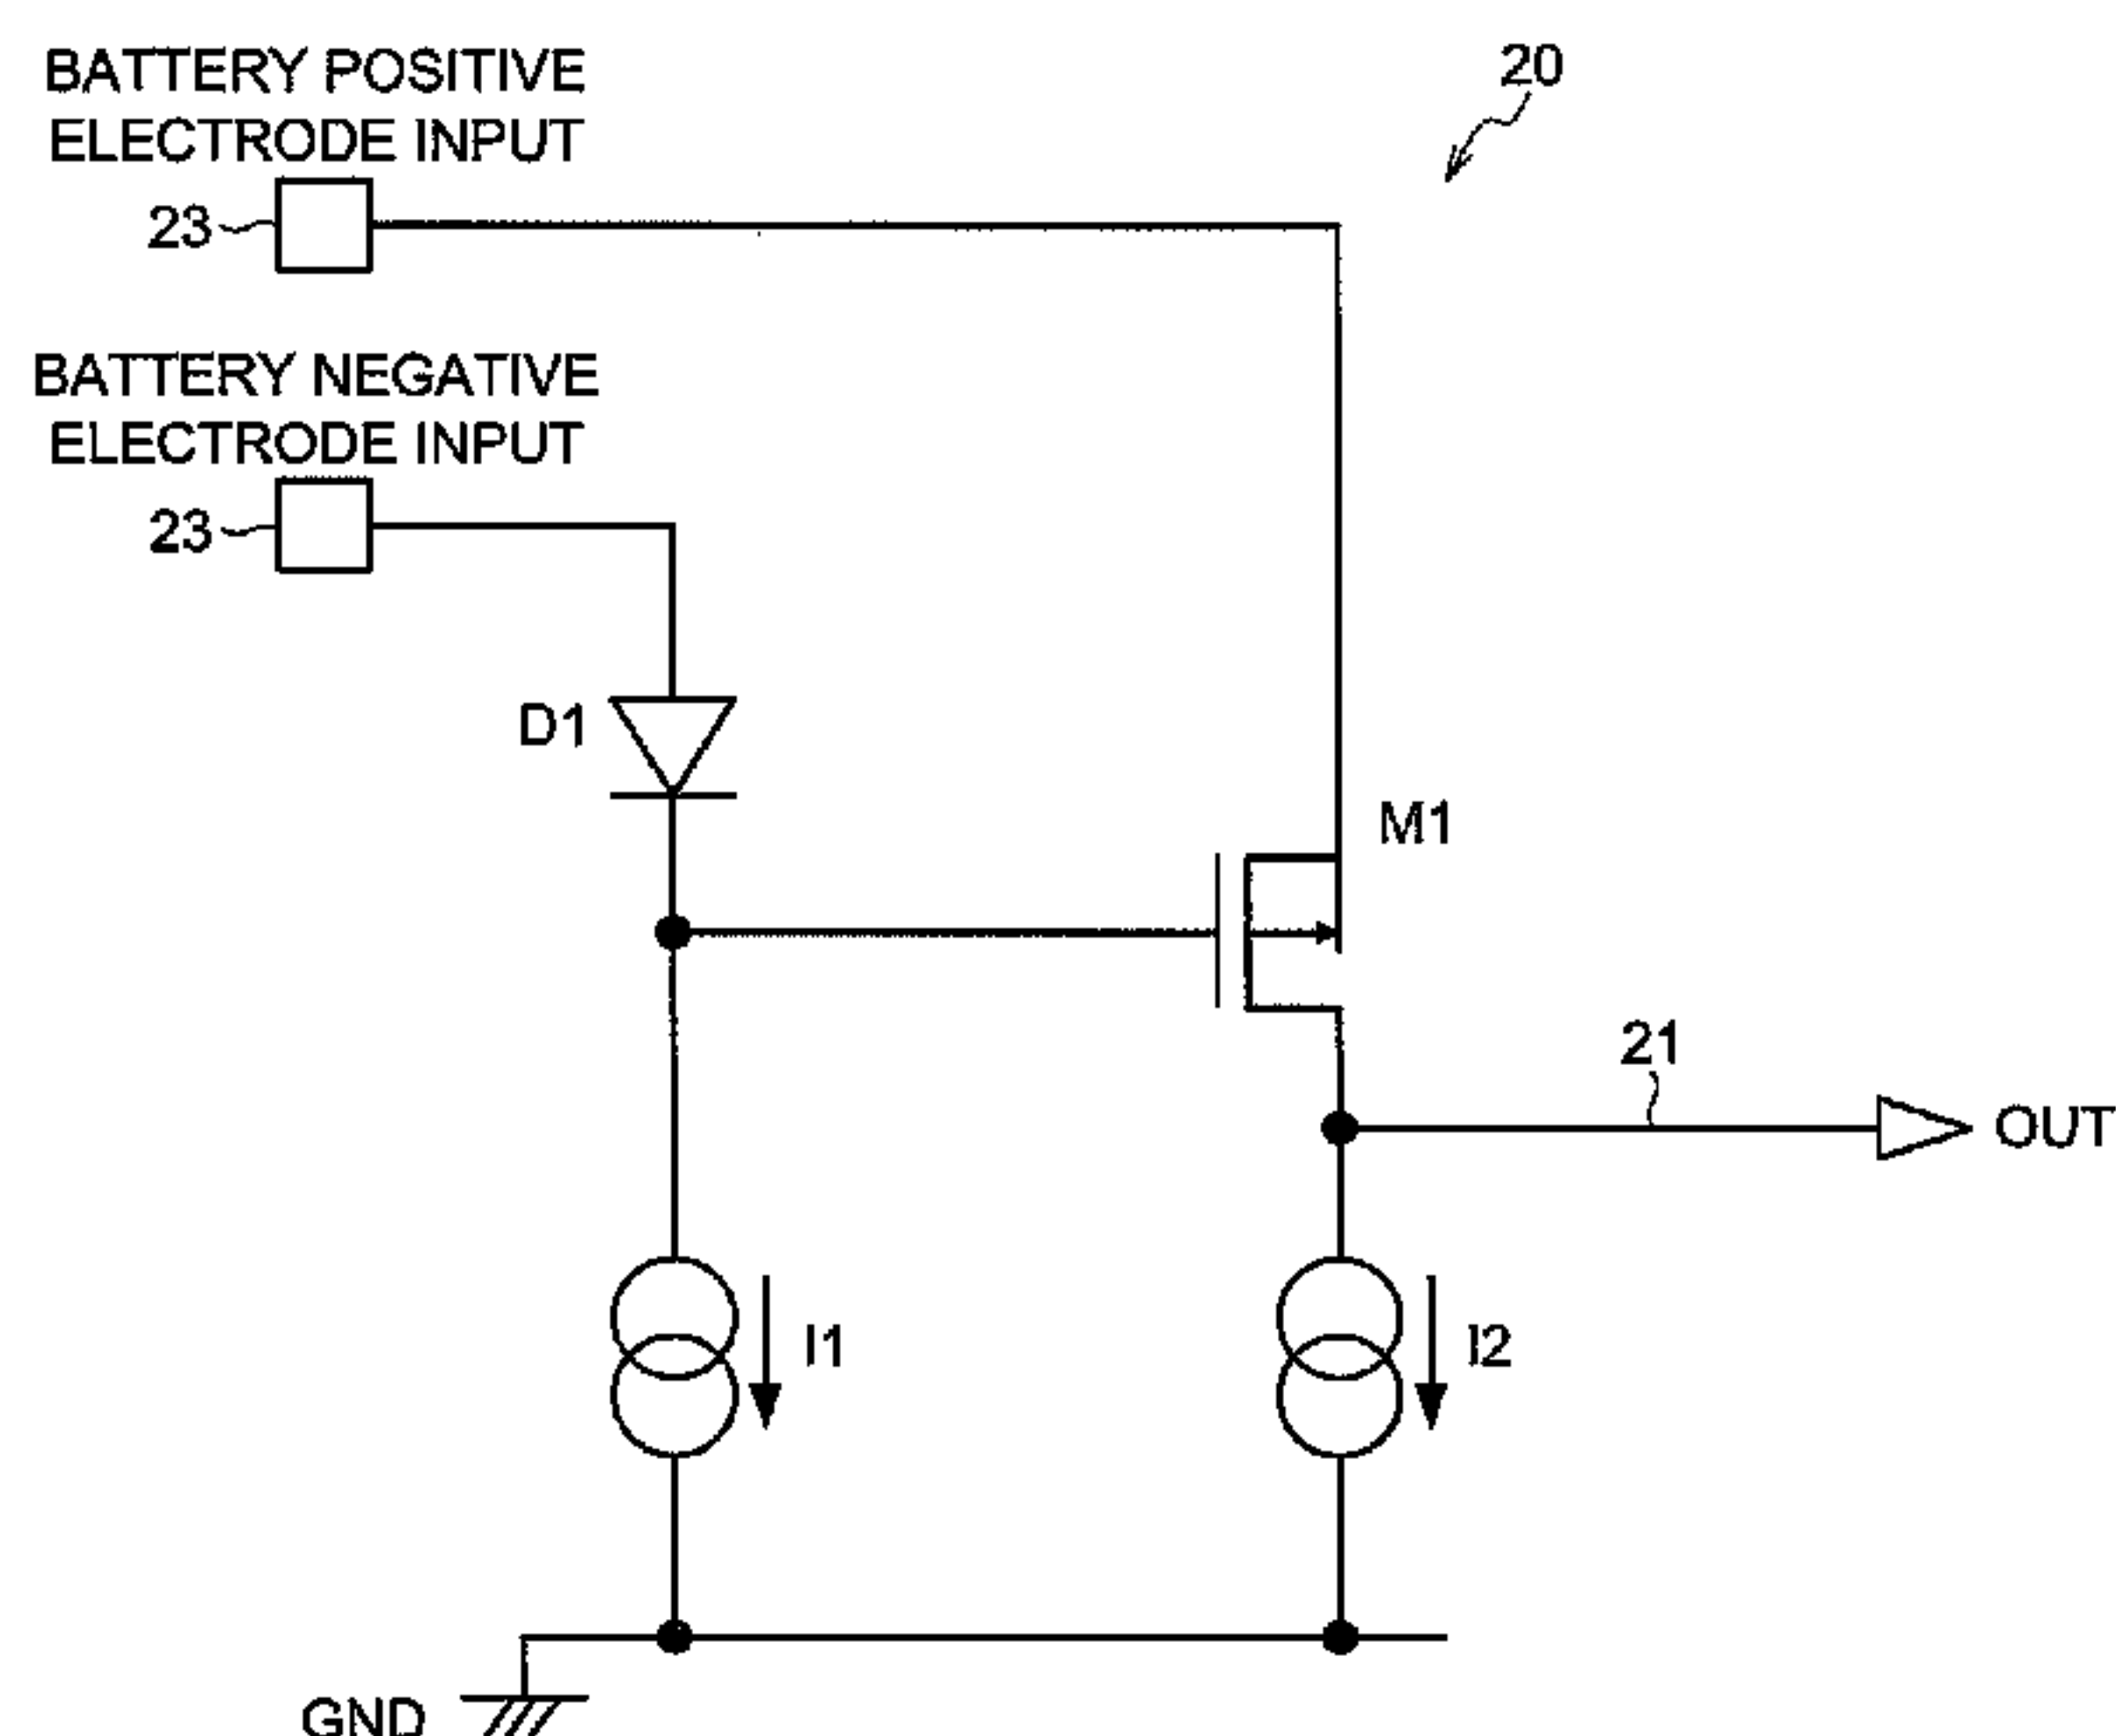 BATTERY POSITIVE
ELECTRODE INPUT
20
23
BATTERY NEGATIVE
ELECTRODE INPUT
23
D1
M1
21
OUT
I1
I2
GND